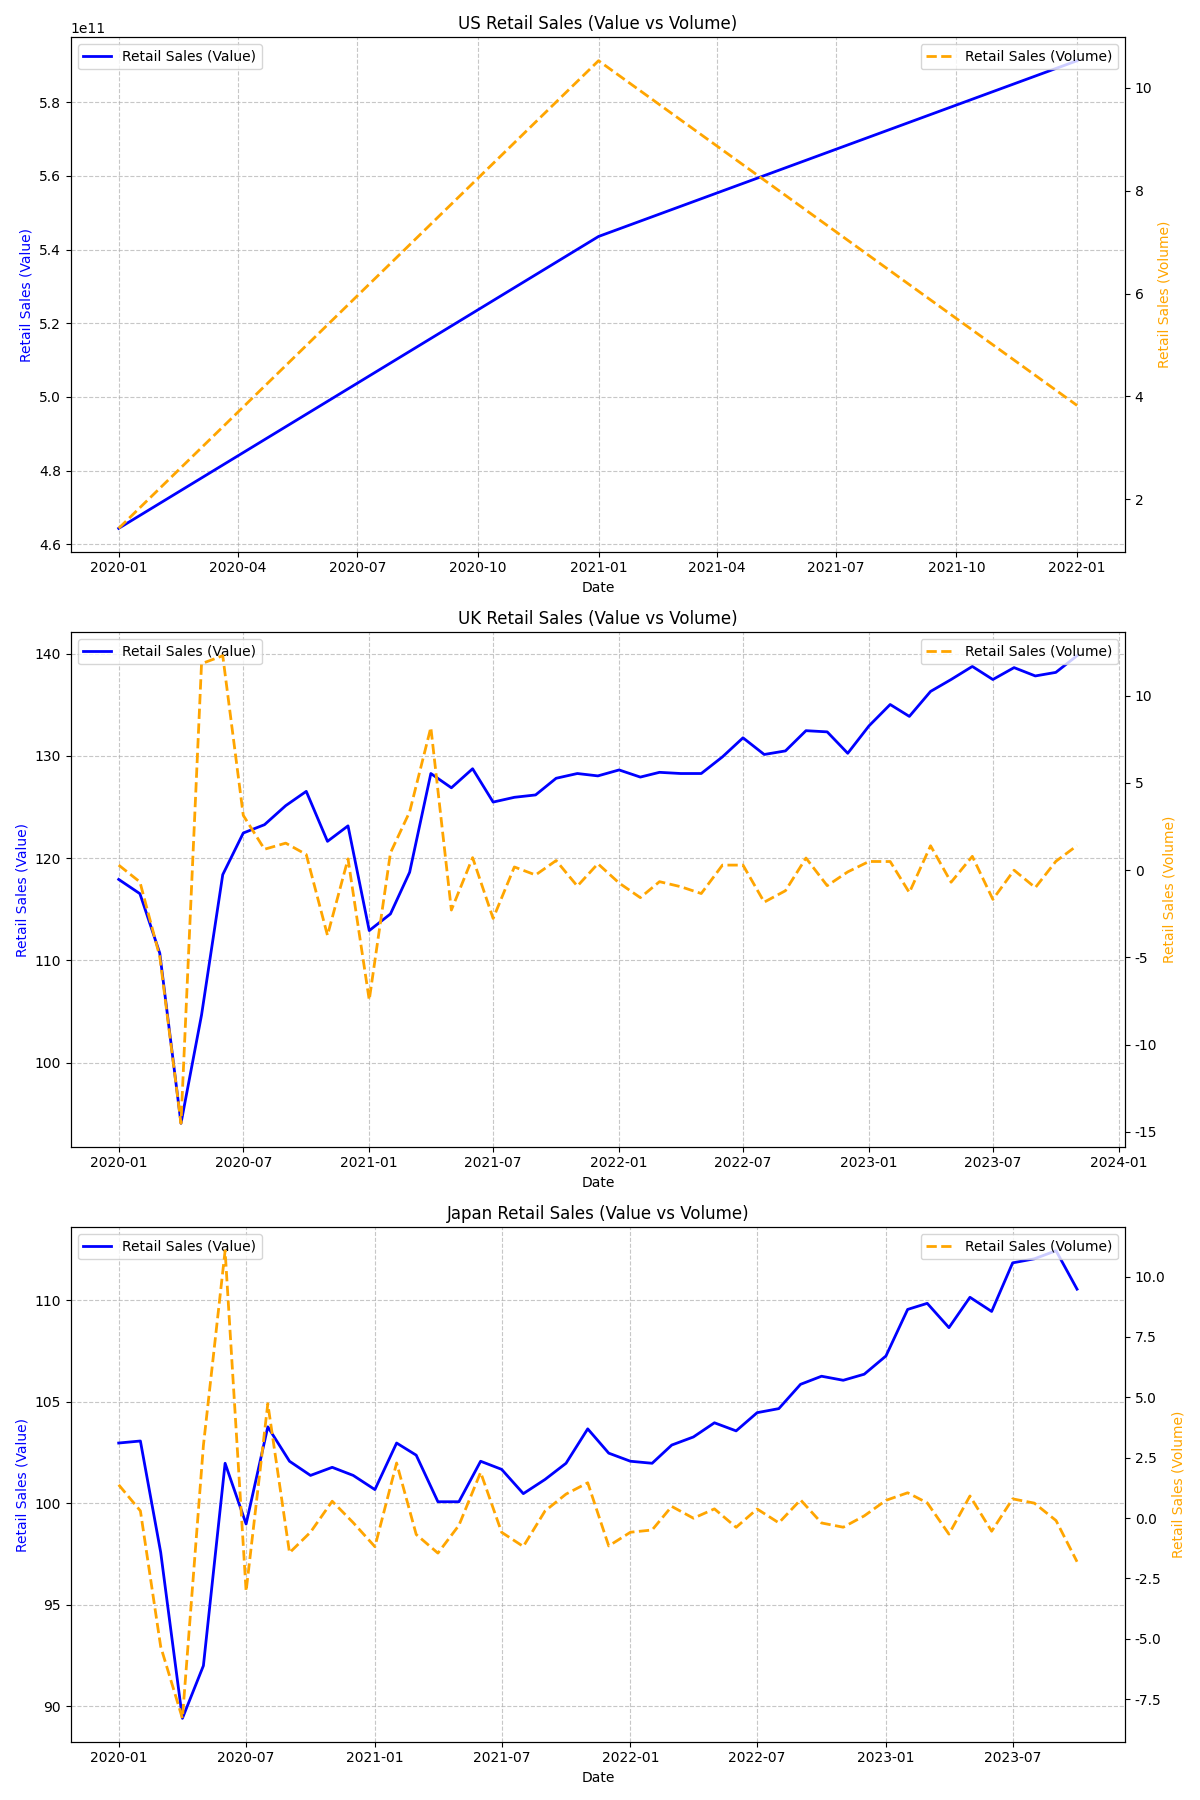 US Retail Sales (Value vs Volume)
1e11
Retail Sales (Value)
Retail Sales (Volume)
5.8
5.6
5.4
5.2
5.0
4.8
4.6
Retail Sales (Value)
10
8
6
4
2
Retail Sales (Volume)
2020-01 2020-04 2020-07 2020-10 2021-01 2021-04 2021-07 2021-10 2022-01
Date
UK Retail Sales (Value vs Volume)
Retail Sales (Value)
Retail Sales (Volume)
140
130
120
110
100
Retail Sales (Value)
10
5
0
-5
-10
-15
Retail Sales (Volume)
2020-01 2020-07 2021-01 2021-07 2022-01 2022-07 2023-01 2023-07 2024-01
Date
Japan Retail Sales (Value vs Volume)
Retail Sales (Value)
Retail Sales (Volume)
110
105
100
95
90
Retail Sales (Value)
10.0
7.5
5.0
2.5
0.0
-2.5
-5.0
-7.5
Retail Sales (Volume)
2020-01 2020-07 2021-01 2021-07 2022-01 2022-07 2023-01 2023-07
Date